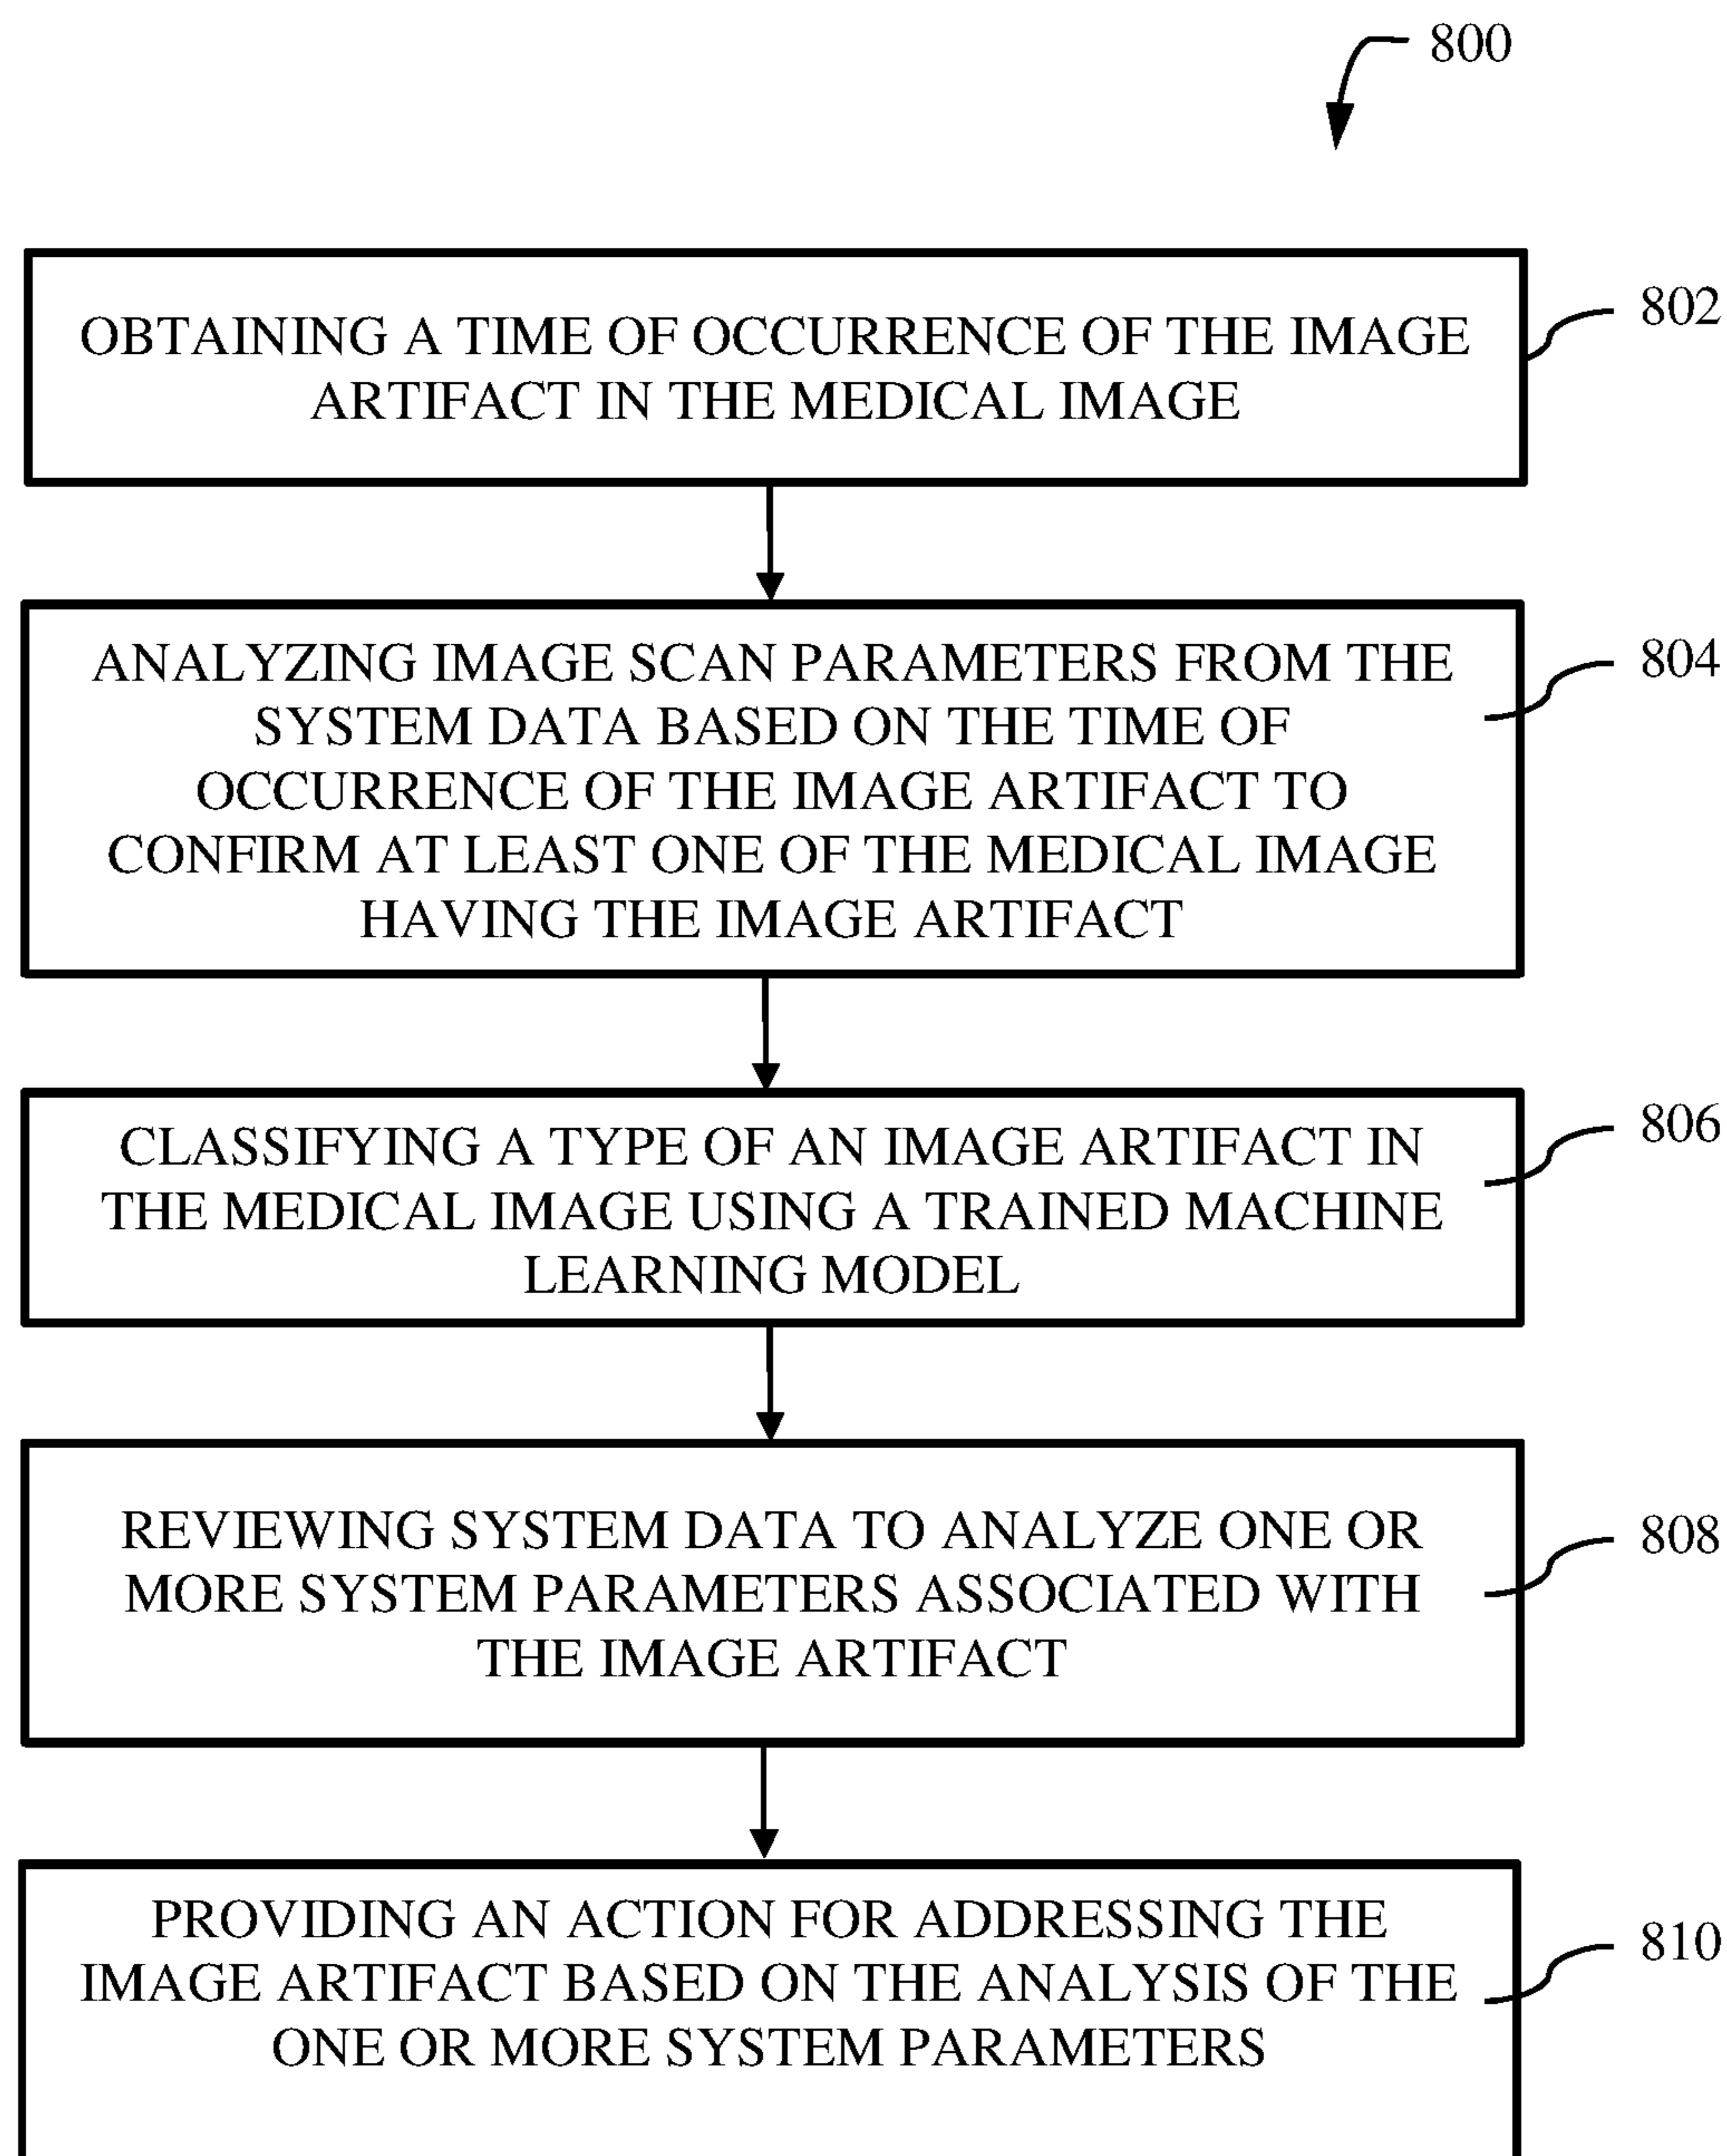 800
OBTAINING A TIME OF OCCURRENCE OF THE IMAGE
ARTIFACT IN THE MEDICAL IMAGE
802
ANALYZING IMAGE SCAN PARAMETERS FROM THE
SYSTEM DATA BASED ON THE TIME OF
OCCURRENCE OF THE IMAGE ARTIFACT TO
CONFIRM AT LEAST ONE OF THE MEDICAL IMAGE
HAVING THE IMAGE ARTIFACT
804
CLASSIFYING A TYPE OF AN IMAGE ARTIFACT IN
THE MEDICAL IMAGE USING A TRAINED MACHINE
LEARNING MODEL
806
REVIEWING SYSTEM DATA TO ANALYZE ONE OR
MORE SYSTEM PARAMETERS ASSOCIATED WITH
THE IMAGE ARTIFACT
808
PROVIDING AN ACTION FOR ADDRESSING THE
IMAGE ARTIFACT BASED ON THE ANALYSIS OF THE
ONE OR MORE SYSTEM PARAMETERS
810